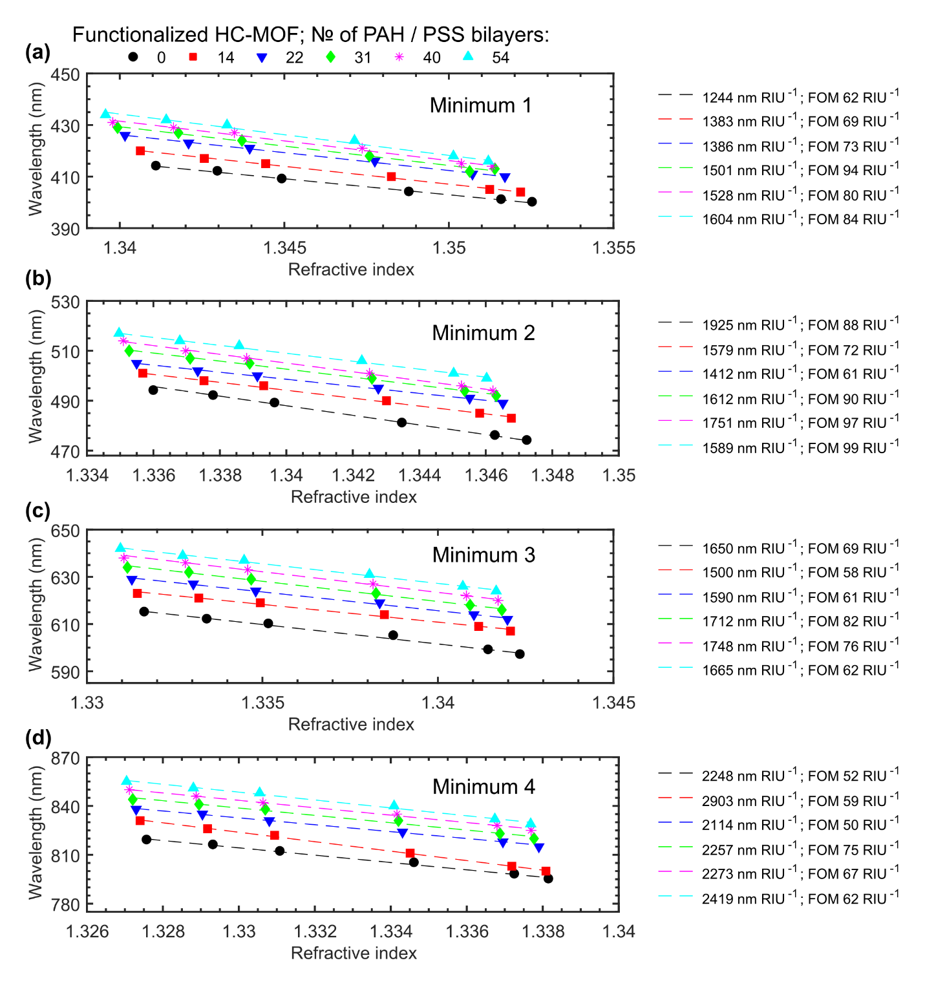 Functionalized HC-MOF; № of PAH / PSS bilayers:
(a)
0 14 22 31 40 54
450
430
410
390
Wavelength (nm)
Minimum 1
1.34 1.345 1.35 1.355
Refractive index
1244 nm RIU⁻¹; FOM 62 RIU⁻¹
1383 nm RIU⁻¹; FOM 69 RIU⁻¹
1386 nm RIU⁻¹; FOM 73 RIU⁻¹
1501 nm RIU⁻¹; FOM 94 RIU⁻¹
1528 nm RIU⁻¹; FOM 80 RIU⁻¹
1604 nm RIU⁻¹; FOM 84 RIU⁻¹
(b)
530
510
490
470
Wavelength (nm)
Minimum 2
1.334 1.336 1.338 1.34 1.342 1.344 1.346 1.348 1.35
Refractive index
1925 nm RIU⁻¹; FOM 88 RIU⁻¹
1579 nm RIU⁻¹; FOM 72 RIU⁻¹
1412 nm RIU⁻¹; FOM 61 RIU⁻¹
1612 nm RIU⁻¹; FOM 90 RIU⁻¹
1751 nm RIU⁻¹; FOM 97 RIU⁻¹
1589 nm RIU⁻¹; FOM 99 RIU⁻¹
(c)
650
630
610
590
Wavelength (nm)
Minimum 3
1.33 1.335 1.34 1.345
Refractive index
1650 nm RIU⁻¹; FOM 69 RIU⁻¹
1500 nm RIU⁻¹; FOM 58 RIU⁻¹
1590 nm RIU⁻¹; FOM 61 RIU⁻¹
1712 nm RIU⁻¹; FOM 82 RIU⁻¹
1748 nm RIU⁻¹; FOM 76 RIU⁻¹
1665 nm RIU⁻¹; FOM 62 RIU⁻¹
(d)
870
840
810
780
Wavelength (nm)
Minimum 4
1.326 1.328 1.33 1.332 1.334 1.336 1.338 1.34
Refractive index
2248 nm RIU⁻¹; FOM 52 RIU⁻¹
2903 nm RIU⁻¹; FOM 59 RIU⁻¹
2114 nm RIU⁻¹; FOM 50 RIU⁻¹
2257 nm RIU⁻¹; FOM 75 RIU⁻¹
2273 nm RIU⁻¹; FOM 67 RIU⁻¹
2419 nm RIU⁻¹; FOM 62 RIU⁻¹